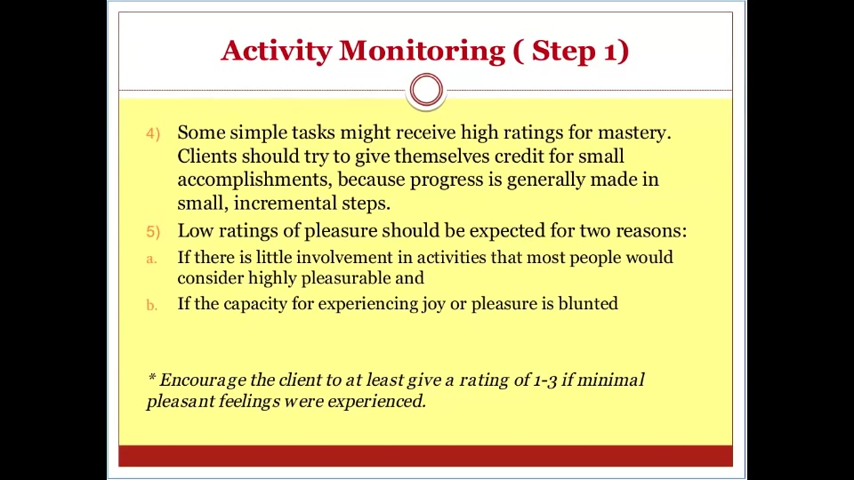 Activity Monitoring ( Step 1)
4) Some simple tasks might receive high ratings for mastery.
Clients should try to give themselves credit for small
accomplishments, because progress is generally made in
small, incremental steps.
5) Low ratings of pleasure should be expected for two reasons:
a. If there is little involvement in activities that most people would
consider highly pleasurable and
b. If the capacity for experiencing joy or pleasure is blunted
* Encourage the client to at least give a rating of 1-3 if minimal
pleasant feelings were experienced.